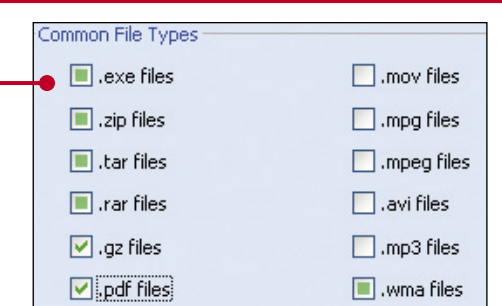 Common File Types
.exe files
.zip files
.tar files
.rar files
.gz files
.pdf files
.mov files
.mpg files
.mpeg files
.avi files
.mp3 files
.wma files